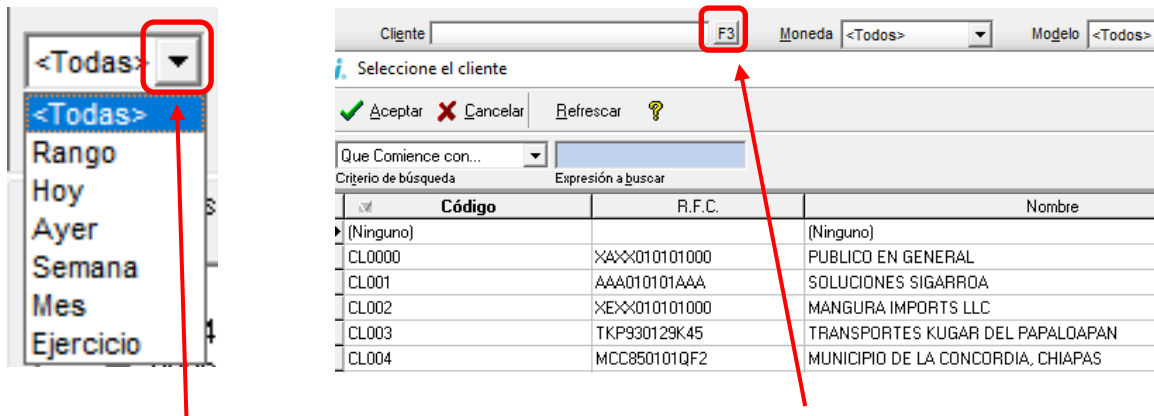 <Todas>
<Todas>
Rango
Hoy
Ayer
Semana
Mes
Ejercicio
s
4
Cliente F3 Moneda <Todos> Modelo <Todos>
Seleccione el cliente
Aceptar Cancelar Refrescar
Que Comience con...
Criterio de búsqueda Expresión a buscar
Código R.F.C. Nombre
(Ninguno) (Ninguno)
CL0000 XAXX010101000 PUBLICO EN GENERAL
CL001 AAA010101AAA SOLUCIONES SIGARROA
CL002 XEXX010101000 MANGURA IMPORTS LLC
CL003 TKP930129K45 TRANSPORTES KUGAR DEL PAPALOAPAN
CL004 MCC850101QF2 MUNICIPIO DE LA CONCORDIA, CHIAPAS